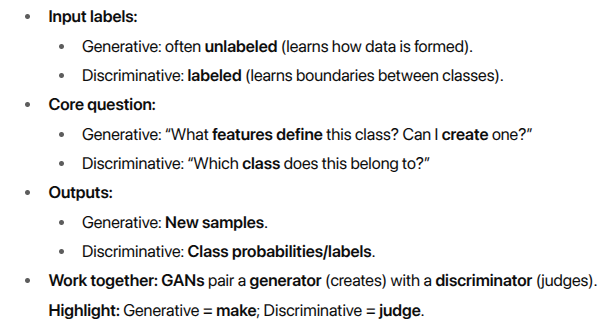 Input labels:
Generative: often unlabeled (learns how data is formed).
Discriminative: labeled (learns boundaries between classes).
Core question:
Generative: “What features define this class? Can I create one?”
Discriminative: “Which class does this belong to?”
Outputs:
Generative: New samples.
Discriminative: Class probabilities/labels.
Work together: GANs pair a generator (creates) with a discriminator (judges).
Highlight: Generative = make; Discriminative = judge.